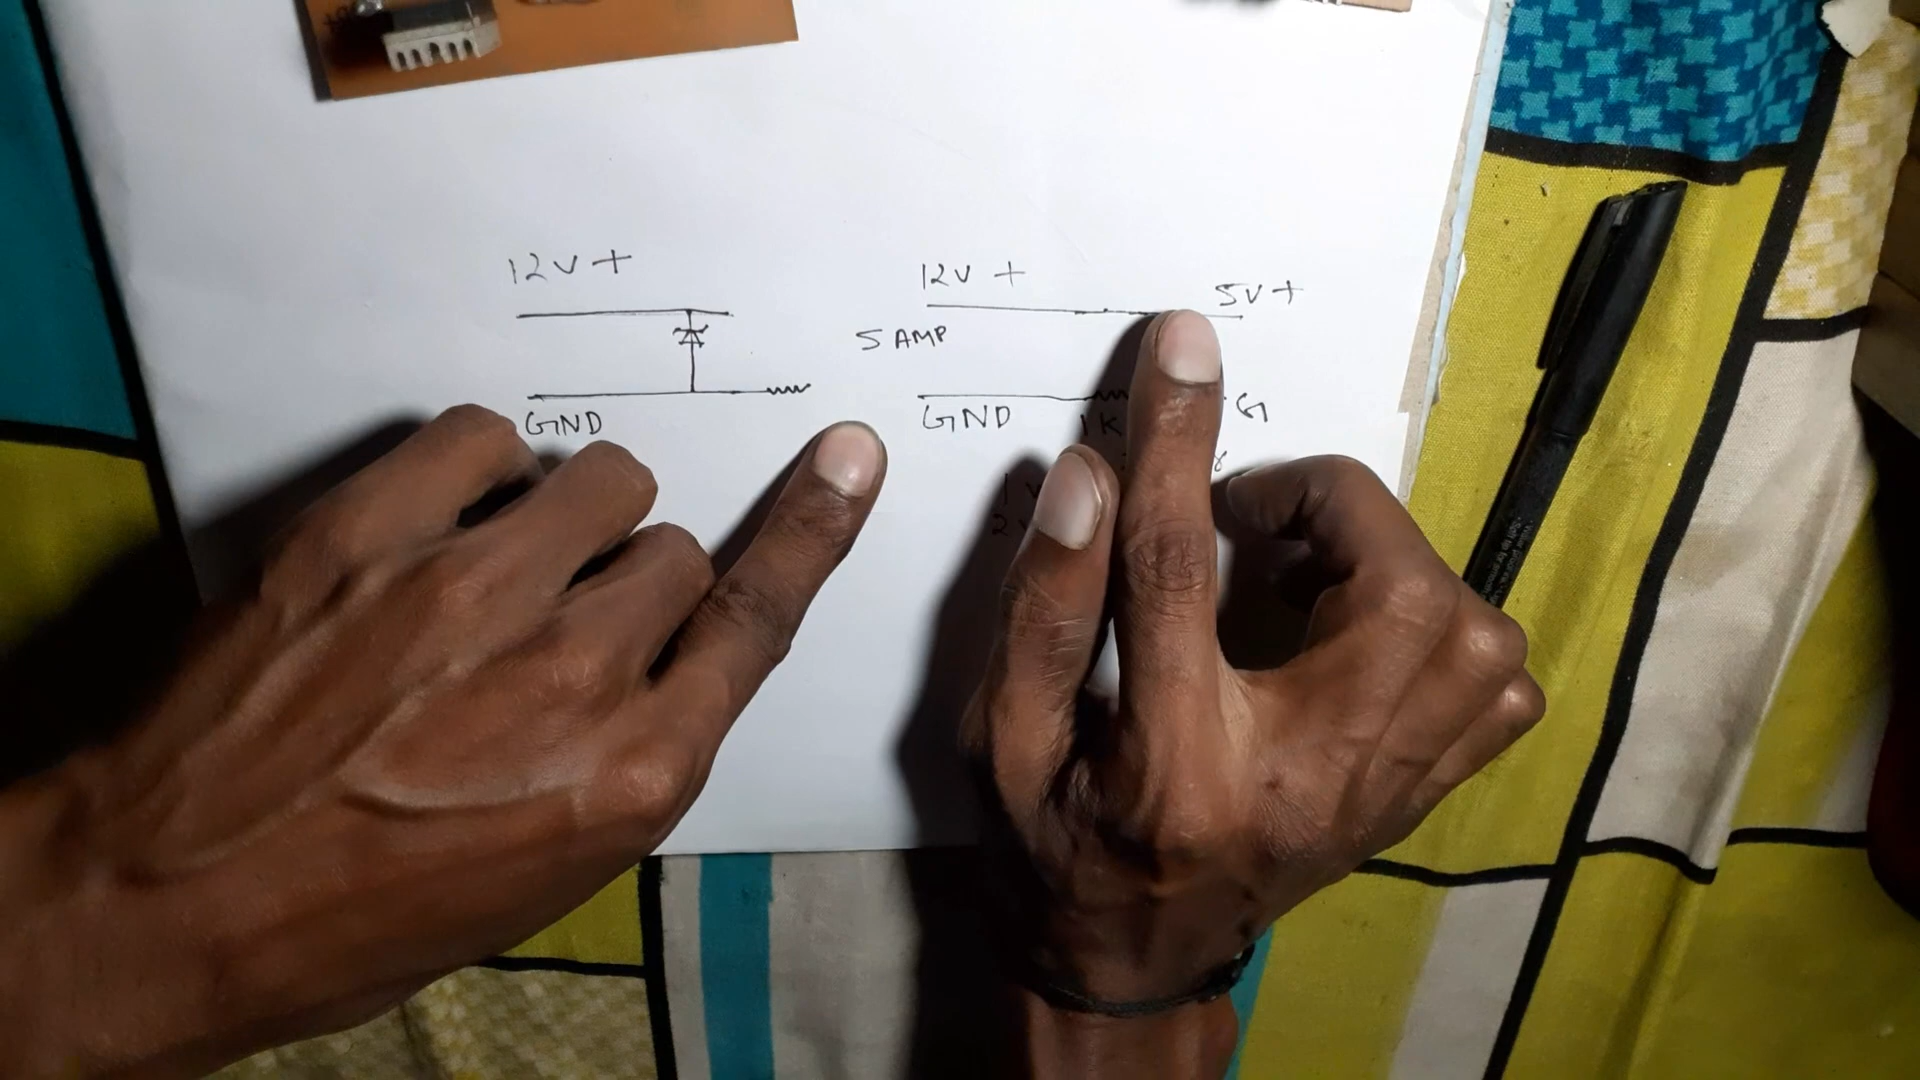 12V +
GND
12V +
5V +
5 AMP
GND
1K
G